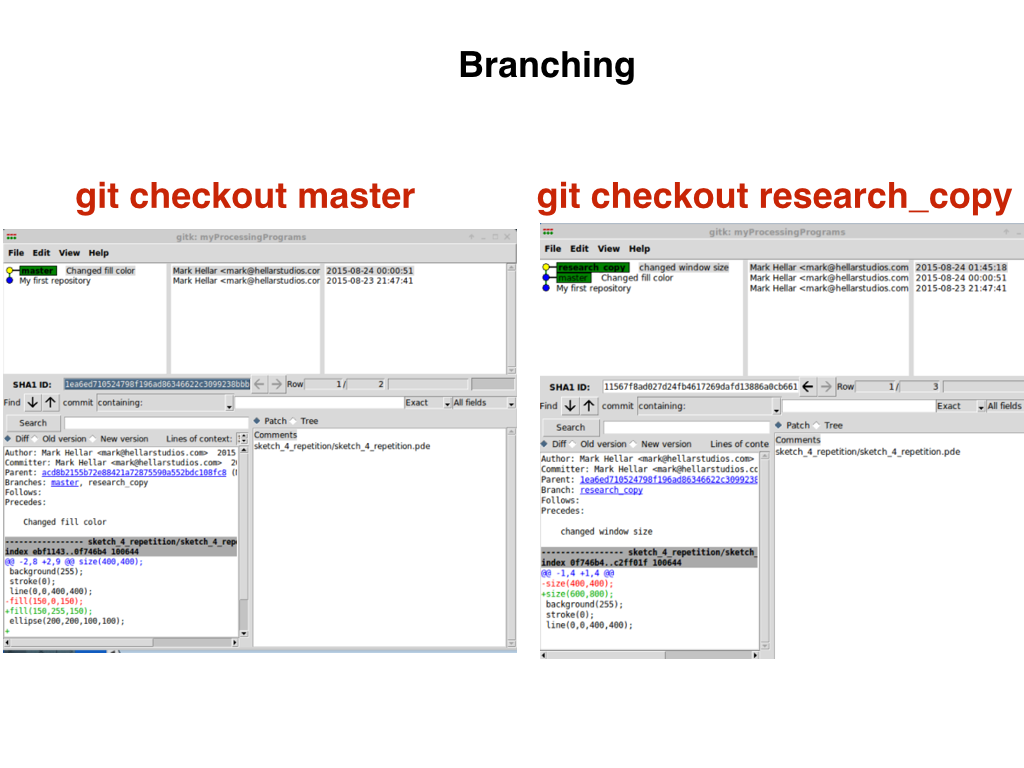 Branching
git checkout master
gitk: myProcessingPrograms
File Edit View Help
master Changed fill color Mark Hellar <mark@hellarstudios.cor 2015-08-24 00:00:51
My first repository Mark Hellar <mark@hellarstudios.cor 2015-08-23 21:47:41
SHA1 ID: 1ea6ed710524798f196ad86346622c3099238bbb Row 1 / 2
Find commit containing: Exact All fields
Search
Diff Old version New version Lines of context:
Patch Tree
Comments
sketch_4_repetition/sketch_4_repetition.pde
Author: Mark Hellar <mark@hellarstudios.com> 2015
Committer: Mark Hellar <mark@hellarstudios.com> 20
Parent: acd8b2155b72e88421a72875590a552bdc108fc8 (
Branches: master, research_copy
Follows:
Precedes:
Changed fill color
---------------- sketch_4_repetition/sketch_4_rep
index ebf1143..0f746b4 100644
@@ -2,8 +2,9 @@ size(400,400);
background(255);
stroke(0);
line(0,0,400,400);
-fill(150,0,150);
+fill(150,255,150);
ellipse(200,200,100,100);
+
git checkout research_copy
gitk: myProcessingPrograms
File Edit View Help
research_copy changed window size Mark Hellar <mark@hellarstudios.com 2015-08-24 01:45:18
master Changed fill color Mark Hellar <mark@hellarstudios.com 2015-08-24 00:00:51
My first repository Mark Hellar <mark@hellarstudios.com 2015-08-23 21:47:41
SHA1 ID: 11567f8ad027d24fb4617269dafd13886a0cb661 Row 1 / 3
Find commit containing: Exact All fields
Search
Diff Old version New version Lines of conte
Patch Tree
Comments
sketch_4_repetition/sketch_4_repetition.pde
Author: Mark Hellar <mark@hellarstudios.com>
Committer: Mark Hellar <mark@hellarstudios.cc
Parent: 1ea6ed710524798f196ad86346622c309923
Branch: research_copy
Follows:
Precedes:
changed window size
---------------- sketch_4_repetition/sketch_
index 0f746b4..c2ff01f 100644
@@ -1,4 +1,4 @@
-size(400,400);
+size(600,800);
background(255);
stroke(0);
line(0,0,400,400);